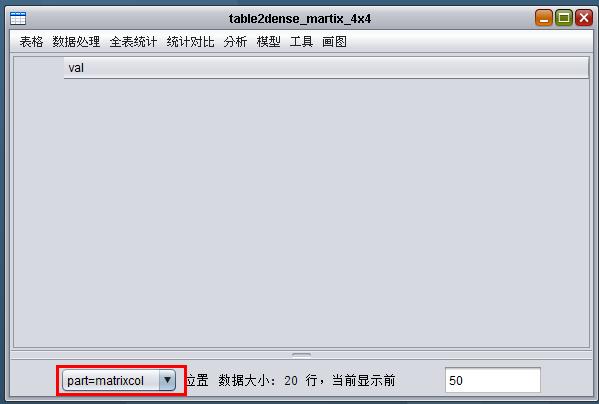 table2dense_martix_4x4
表格 数据处理 全表统计 统计对比 分析 模型 工具 画图
val
part=matrixcol 位置 数据大小: 20 行，当前显示前 50